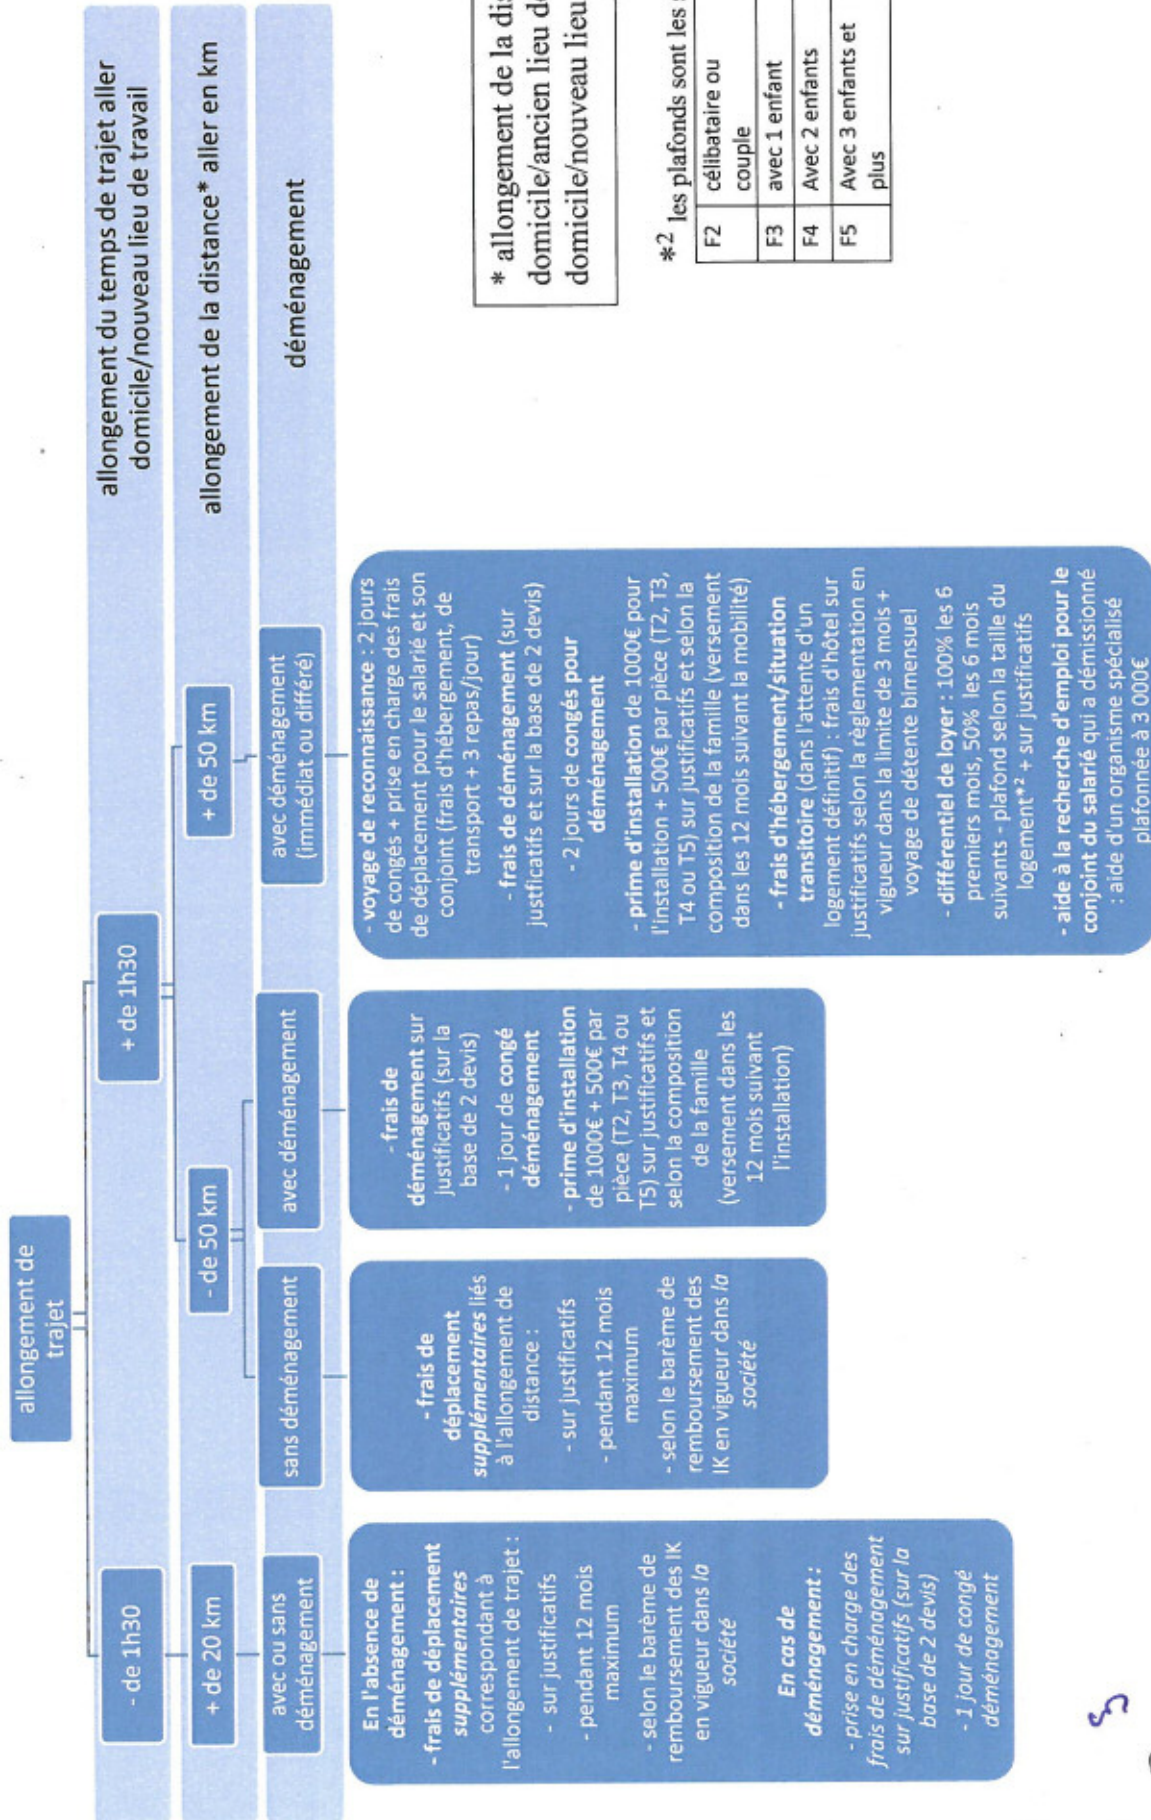 allongement de
trajet
allongement du temps de trajet aller
domicile/nouveau lieu de travail
- de 1h30
+ de 1h30
allongement de la distance* aller en km
+ de 20 km
- de 50 km
+ de 50 km
déménagement
avec ou sans
déménagement
sans déménagement
avec déménagement
avec déménagement
(immédiat ou différé)
En l'absence de
déménagement :
- frais de déplacement
supplémentaires
correspondant à
l'allongement de trajet :
- sur justificatifs
- pendant 12 mois
maximum
- selon le barème de
remboursement des IK
en vigueur dans la
société
En cas de
déménagement :
- prise en charge des
frais de déménagement
sur justificatifs (sur la
base de 2 devis)
- 1 jour de congé
déménagement
- frais de
déplacement
supplémentaires liés
à l'allongement de
distance :
- sur justificatifs
- pendant 12 mois
maximum
- selon le barème de
remboursement des
IK en vigueur dans la
société
- frais de
déménagement sur
justificatifs (sur la
base de 2 devis)
- 1 jour de congé
déménagement
- prime d'installation
de 1000€ + 500€ par
pièce (T2, T3, T4 ou
T5) sur justificatifs et
selon la composition
de la famille
(versement dans les
12 mois suivant
l'installation)
- voyage de reconnaissance : 2 jours
de congés + prise en charge des frais
de déplacement pour le salarié et son
conjoint (frais d'hébergement, de
transport + 3 repas/jour)
- frais de déménagement (sur
justficatifs et sur la base de 2 devis)
- 2 jours de congés pour
déménagement
- prime d'installation de 1000€ pour
l'installation + 500€ par pièce (T2, T3,
T4 ou T5) sur justificatifs et selon la
composition de la famille (versement
dans les 12 mois suivant la mobilité)
- frais d'hébergement/situation
transitoire (dans l'attente d'un
logement définitif) : frais d'hôtel sur
justificatifs selon la règlementation en
vigueur dans la limite de 3 mois +
voyage de détente bimensuel
- différentiel de loyer : 100% les 6
premiers mois, 50% les 6 mois
suivants - plafond selon la taille du
logement*² + sur justificatifs
- aide à la recherche d'emploi pour le
conjoint du salarié qui a démissionné
: aide d'un organisme spécialisé
plafonnée à 3 000€
* allongement de la dis
domicile/ancien lieu de
domicile/nouveau lieu
*2 les plafonds sont les
F2 célibataire ou
couple
F3 avec 1 enfant
F4 Avec 2 enfants
F5 Avec 3 enfants et
plus